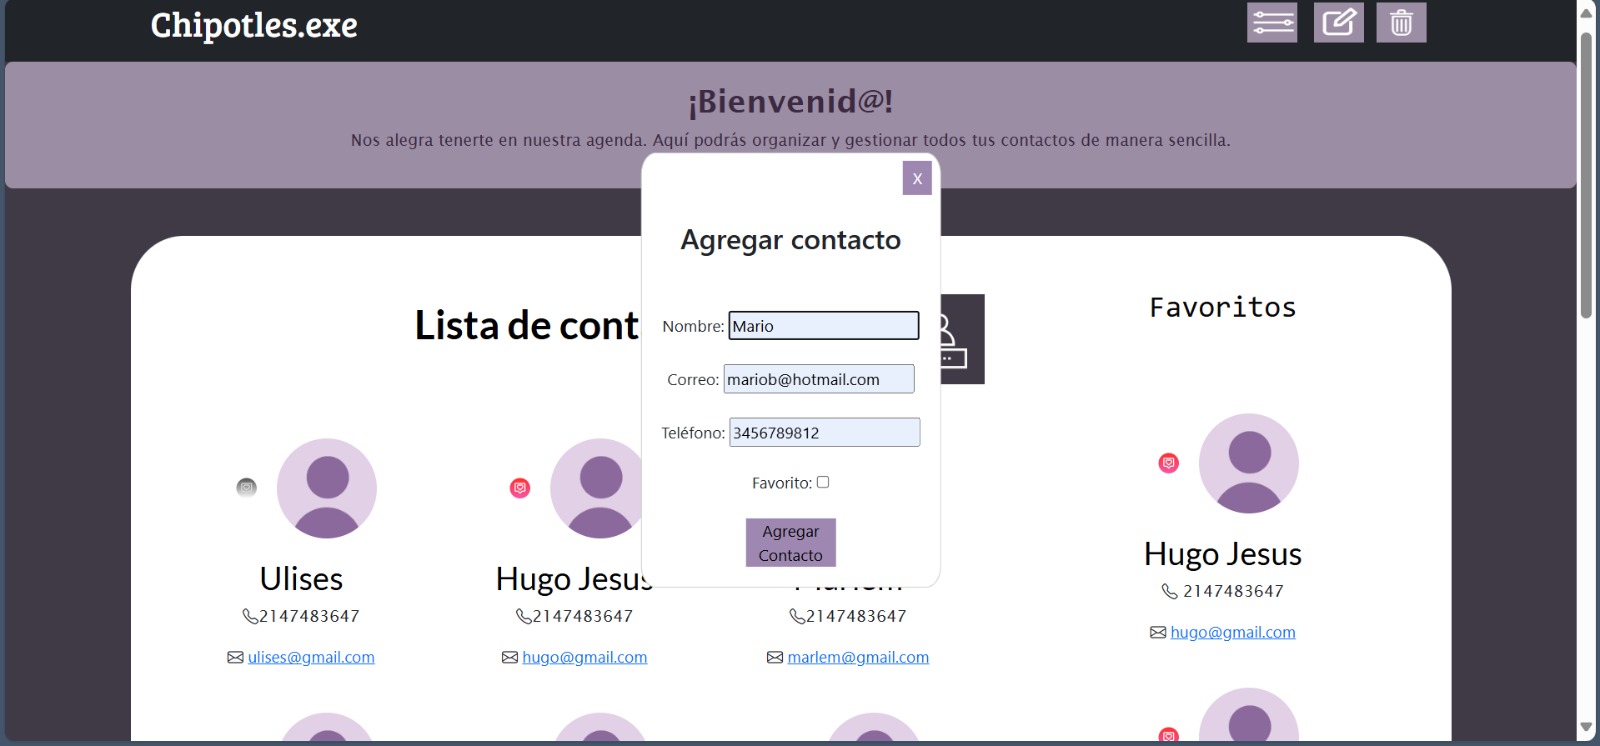 Chipotles.exe
¡Bienvenid@!
Nos alegra tenerte en nuestra agenda. Aquí podrás organizar y gestionar todos tus contactos de manera sencilla.
X
Agregar contacto
Lista de cont
Favoritos
Nombre: Mario
Correo: mariob@hotmail.com
Teléfono: 3456789812
Favorito:
Agregar
Contacto
Ulises
2147483647
ulises@gmail.com
Hugo Jesus
2147483647
hugo@gmail.com
Marlem
2147483647
marlem@gmail.com
Hugo Jesus
2147483647
hugo@gmail.com